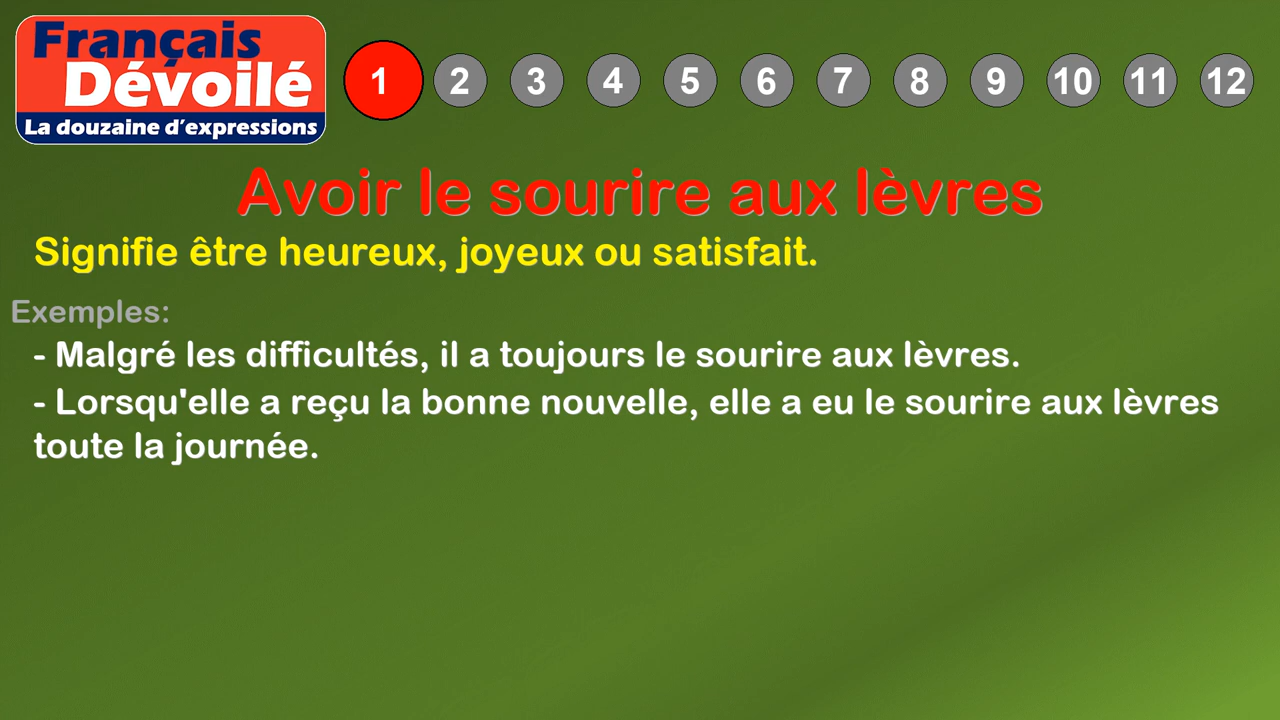 Français
Dévoilé
La douzaine d'expressions
1 2 3 4 5 6 7 8 9 10 11 12
Avoir le sourire aux lèvres
Signifie être heureux, joyeux ou satisfait.
Exemples:
- Malgré les difficultés, il a toujours le sourire aux lèvres.
- Lorsqu'elle a reçu la bonne nouvelle, elle a eu le sourire aux lèvres
toute la journée.